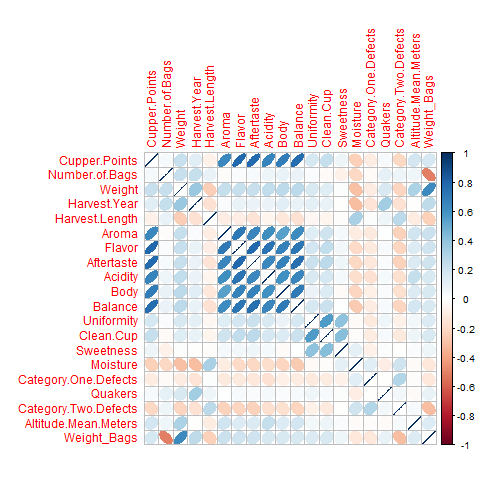 Cupper.Points
Number.of.Bags
Weight
Harvest.Year
Harvest.Length
Aroma
Flavor
Aftertaste
Acidity
Body
Balance
Uniformity
Clean.Cup
Sweetness
Moisture
Category.One.Defects
Quakers
Category.Two.Defects
Altitude.Mean.Meters
Weight_Bags
Cupper.Points
Number.of.Bags
Weight
Harvest.Year
Harvest.Length
Aroma
Flavor
Aftertaste
Acidity
Body
Balance
Uniformity
Clean.Cup
Sweetness
Moisture
Category.One.Defects
Quakers
Category.Two.Defects
Altitude.Mean.Meters
Weight_Bags
1
0.8
0.6
0.4
0.2
0
-0.2
-0.4
-0.6
-0.8
-1